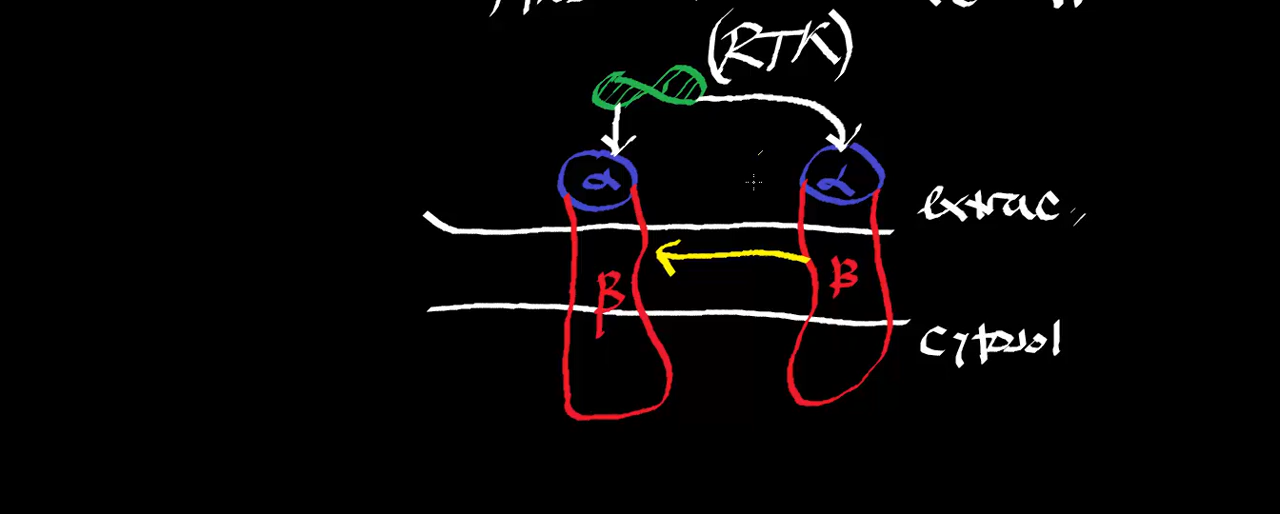 (RTK)
α α
extrac
β β
cytosol